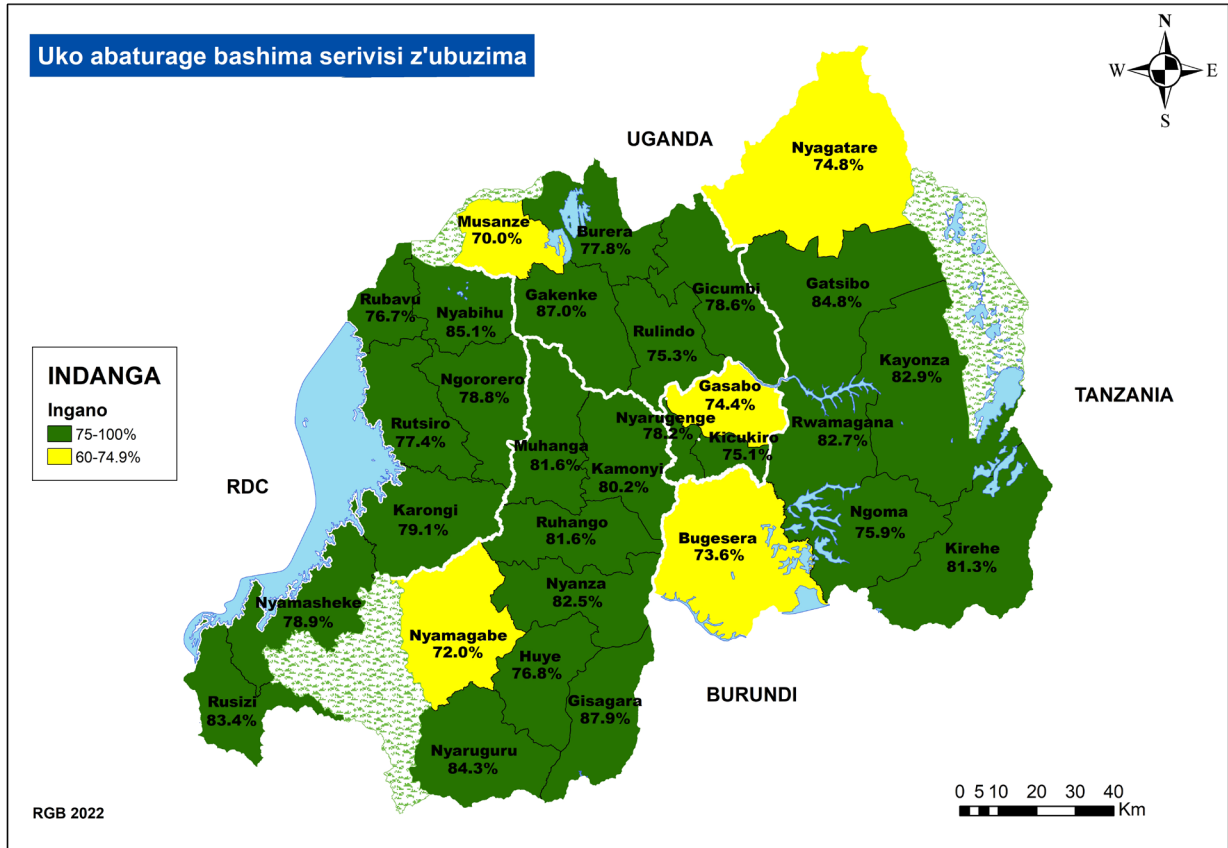 Uko abaturage bashima serivisi z'ubuzima
N
W
E
S
UGANDA
Nyagatare
74.8%
Musanze
70.0%
Burera
77.8%
Gicumbi
78.6%
Gatsibo
84.8%
Rubavu
76.7%
Nyabihu
85.1%
Gakenke
87.0%
Rulindo
75.3%
Kayonza
82.9%
INDANGA
Ingano
75-100%
60-74.9%
Ngororero
78.8%
Gasabo
74.4%
TANZANIA
Rutsiro
77.4%
Nyarugenge
78.2%
Kicukiro
75.1%
Rwamagana
82.7%
Muhanga
81.6%
Kamonyi
80.2%
RDC
Karongi
79.1%
Ruhango
81.6%
Bugesera
73.6%
Ngoma
75.9%
Kirehe
81.3%
Nyamasheke
78.9%
Nyanza
82.5%
Nyamagabe
72.0%
Huye
76.8%
Rusizi
83.4%
Gisagara
87.9%
BURUNDI
Nyaruguru
84.3%
RGB 2022
0 5 10 20 30 40
Km